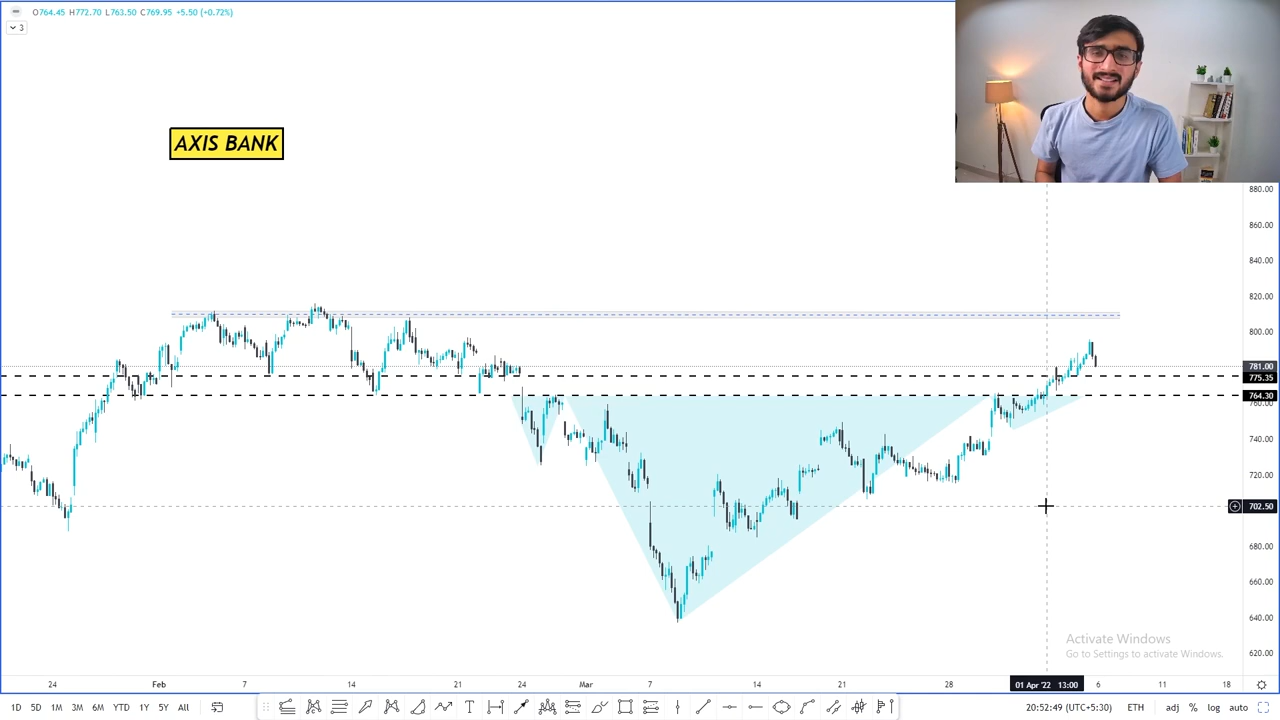 O764.45 H772.70 L763.50 C769.95 +5.50 (+0.72%)
3
AXIS BANK
880.00
860.00
840.00
820.00
800.00
781.00
775.35
764.30
760.00
740.00
720.00
702.50
680.00
660.00
640.00
620.00
Activate Windows
Go to Settings to activate Windows.
24 Feb 7 14 21 24 Mar 7 14 21 28 01 Apr '22 13:00 6 11 18
1D 5D 1M 3M 6M YTD 1Y 5Y All 20:52:49 (UTC+5:30) ETH adj % log auto